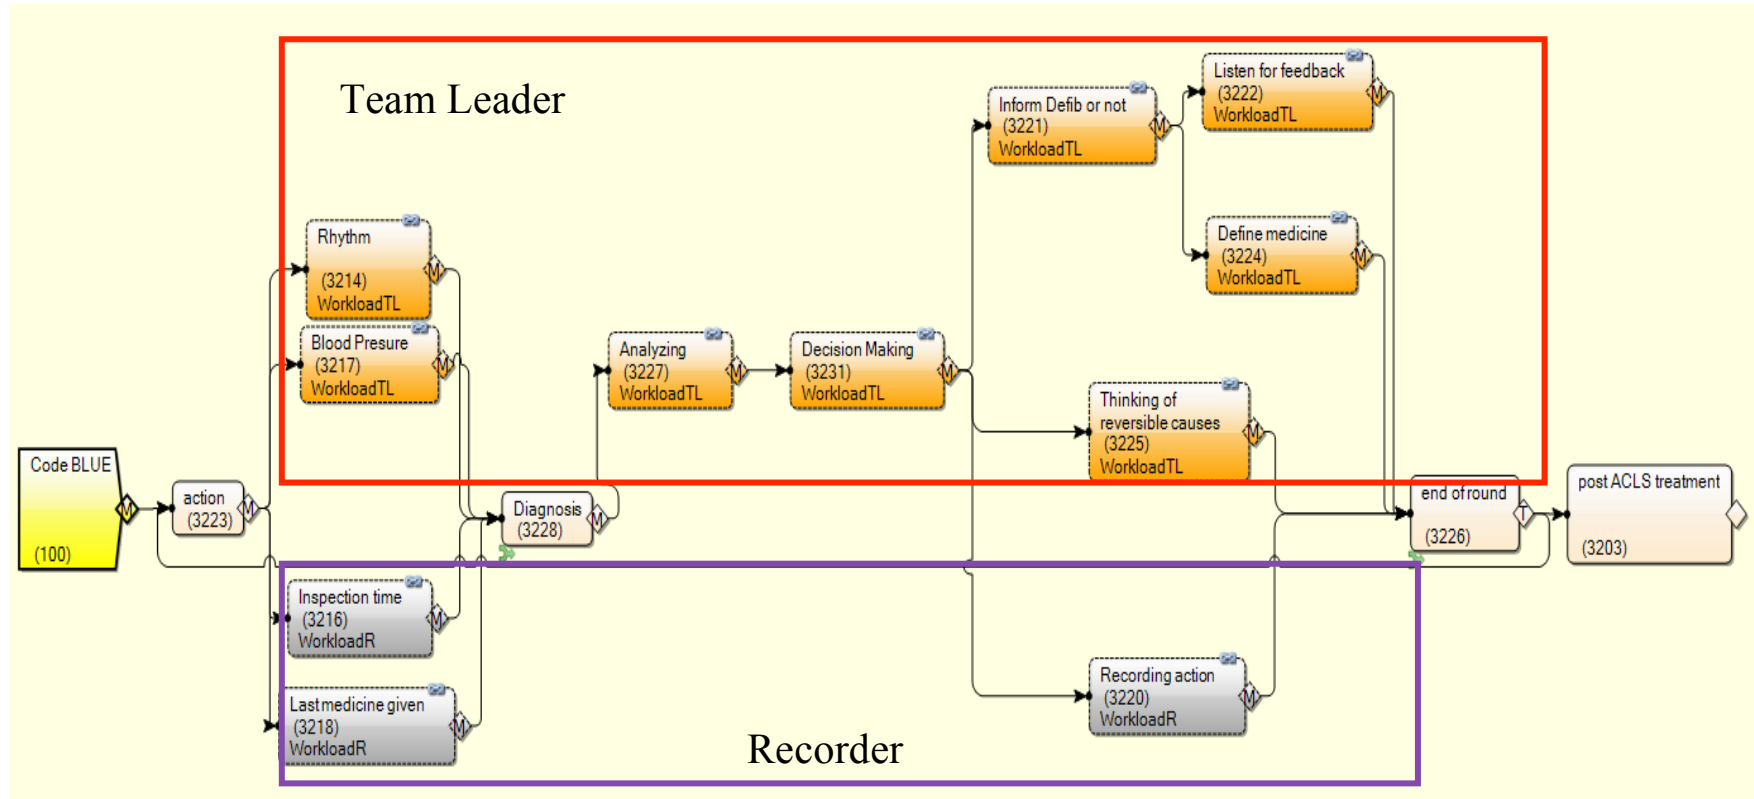 Team Leader
Listen for feedback
(3222)
WorkloadTL
M
Inform Defib or not
(3221)
WorkloadTL
M
Rhythm
(3214)
WorkloadTL
M
Define medicine
(3224)
WorkloadTL
M
Blood Presure
(3217)
WorkloadTL
M
Analyzing
(3227)
WorkloadTL
M
Decision Making
(3231)
WorkloadTL
M
Thinking of
reversible causes
(3225)
WorkloadTL
M
Code BLUE
(100)
M
action
(3223)
M
Diagnosis
(3228)
M
end of round
(3226)
T
post ACLS treatment
(3203)
Inspection time
(3216)
WorkloadR
M
Last medicine given
(3218)
WorkloadR
M
Recording action
(3220)
WorkloadR
M
Recorder